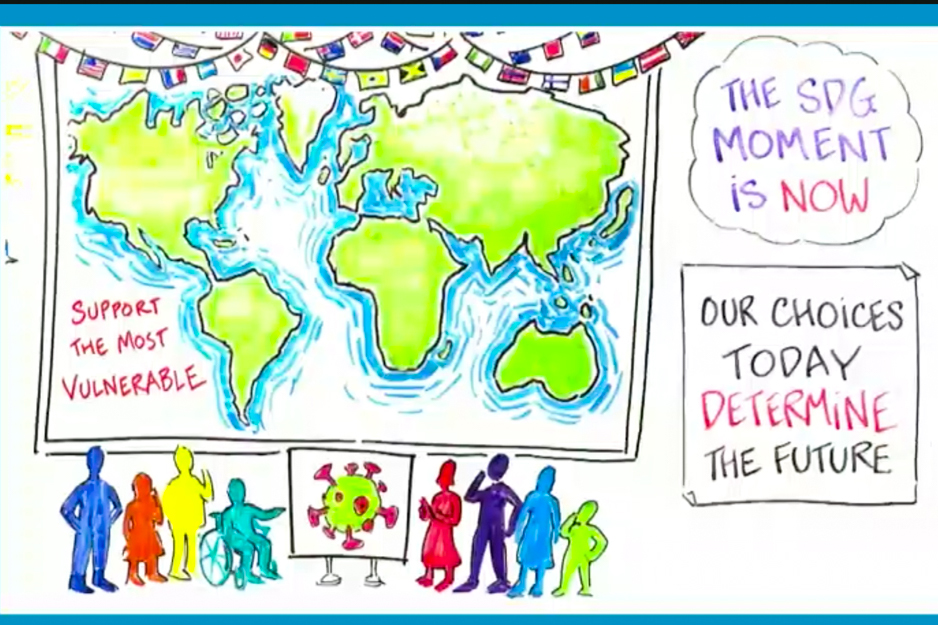 THE SDG
MOMENT
iS NOW
SUPPORT
THE MOST
VULNERABLE
OUR CHOiCES
TODAY
DETERMiNE
THE FUTURE